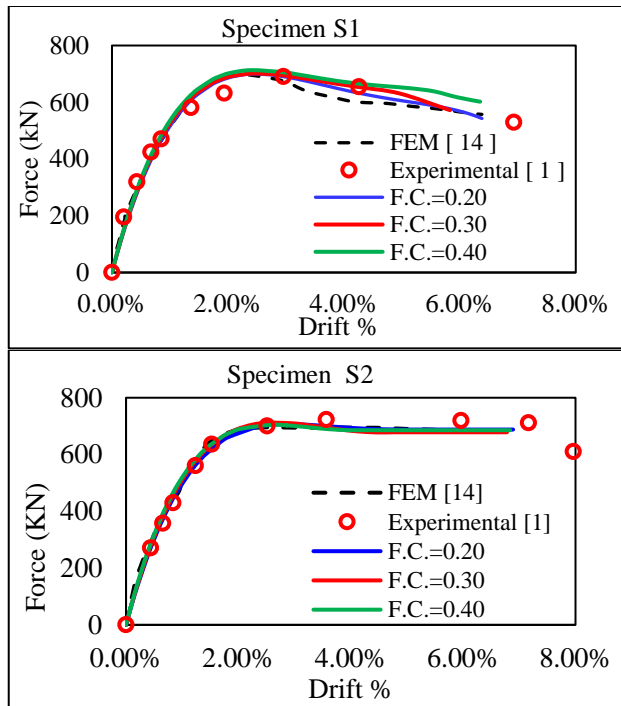 Specimen S1
800
600
400
200
0
Force (kN)
FEM [ 14 ]
Experimental [ 1 ]
F.C.=0.20
F.C.=0.30
F.C.=0.40
0.00% 2.00% 4.00% 6.00% 8.00%
Drift %
Specimen S2
800
600
400
200
0
Force (KN)
FEM [14]
Experimental [1]
F.C.=0.20
F.C.=0.30
F.C.=0.40
0.00% 2.00% 4.00% 6.00% 8.00%
Drift %